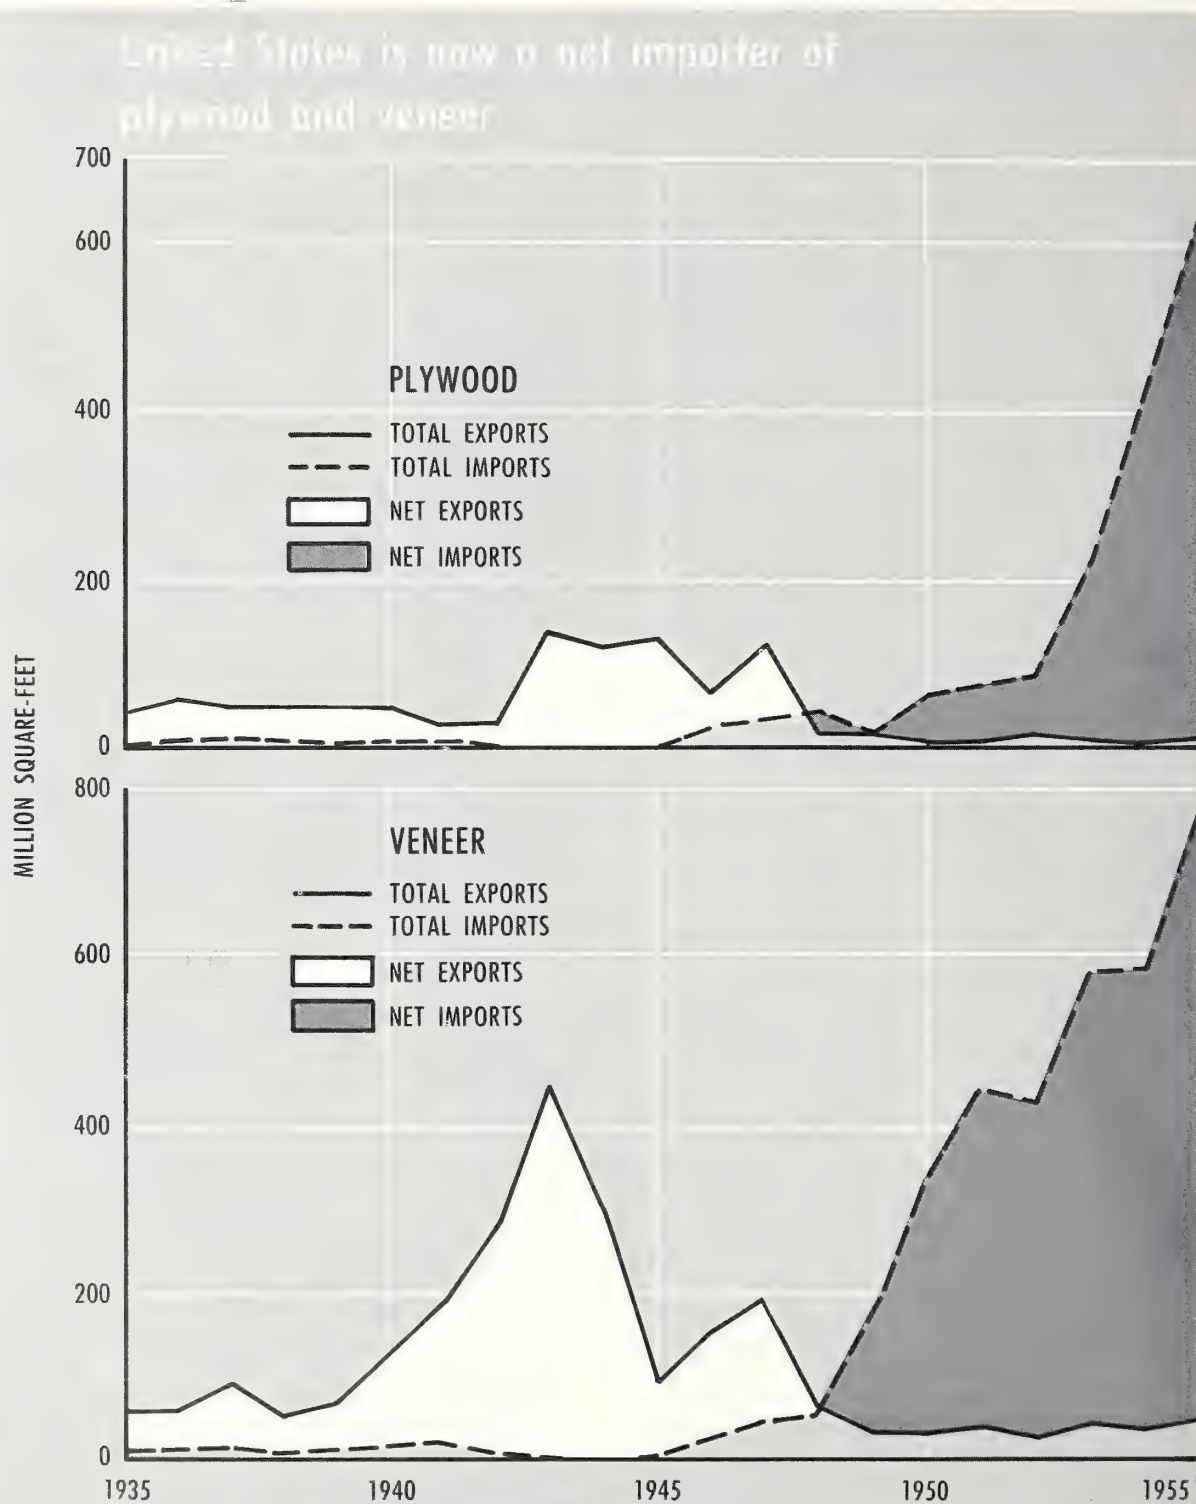 United States is now a net importer of
plywood and veneer
700
600
400
200
0
PLYWOOD
TOTAL EXPORTS
TOTAL IMPORTS
NET EXPORTS
NET IMPORTS
MILLION SQUARE-FEET
800
600
400
200
0
VENEER
TOTAL EXPORTS
TOTAL IMPORTS
NET EXPORTS
NET IMPORTS
1935
1940
1945
1950
1955